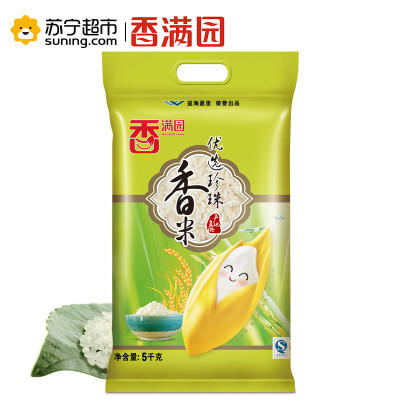 苏宁超市
suning.com
香满园
益海嘉里 荣誉出品
香
满园
优选珍珠
香米
净含量：5千克